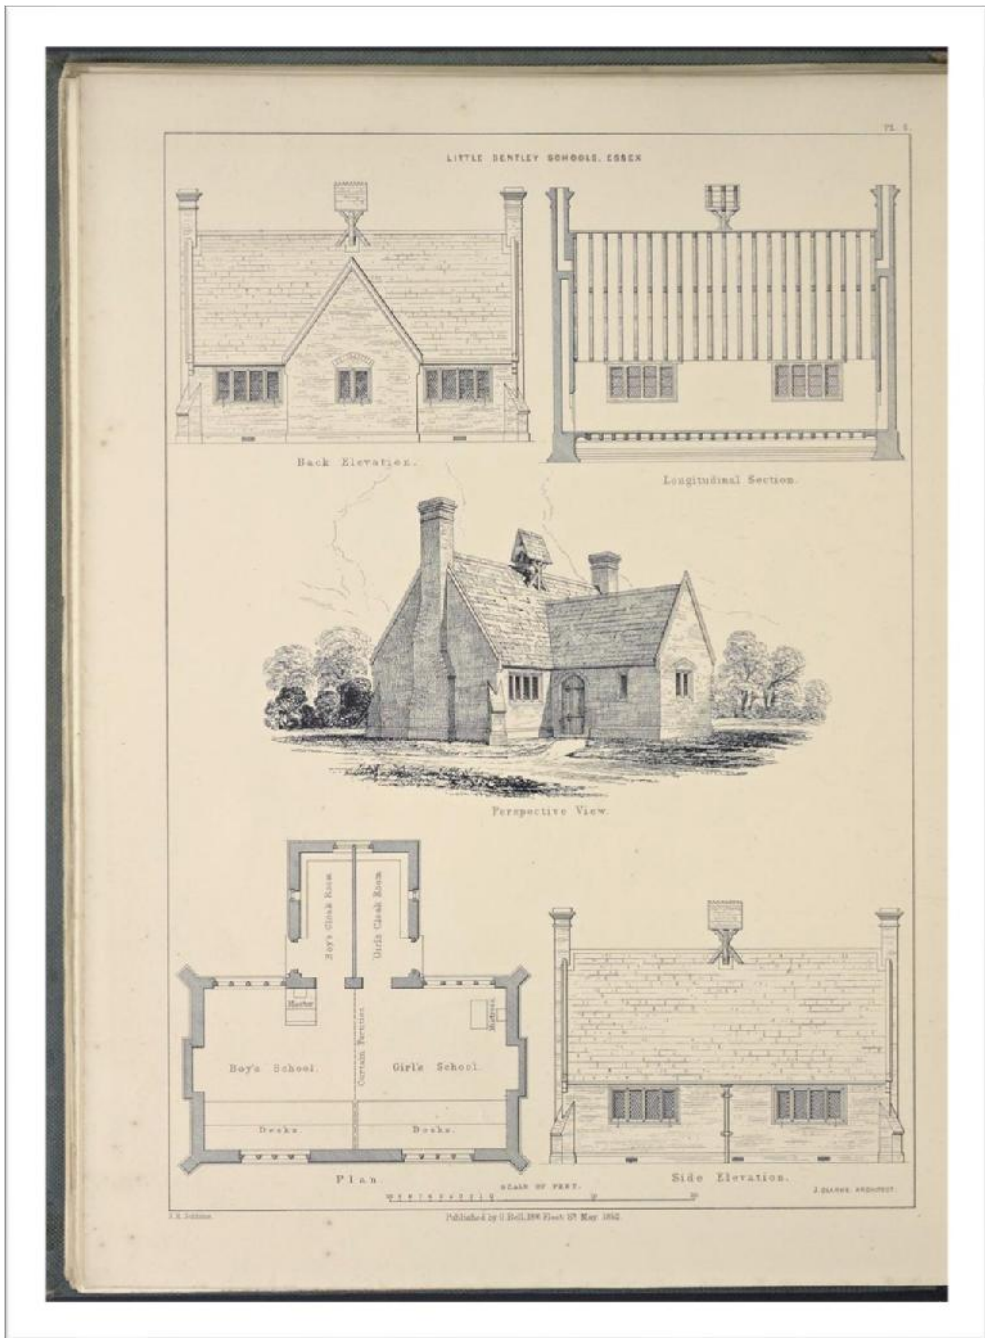 PL. 5.
LITTLE BENTLEY SCHOOLS, ESSEX
Back Elevation.
Longitudinal Section.
Perspective View.
Boy's Cloak Room
Girls Cloak Room
Master
Mistress
Curtain Partition
Boy's School.
Girl's School.
Desks.
Desks.
Plan
Side Elevation.
SCALE OF FEET.
J. CLARKE, ARCHITECT.
Published by G. Bell, 186 Fleet St May 1852.